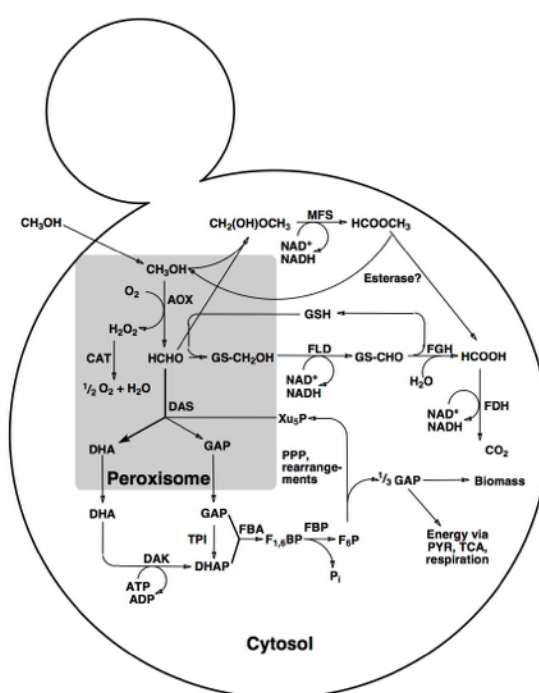 CH₃OH
CH₂(OH)OCH₃
MFS
HCOOCH₃
NAD⁺
NADH
CH₃OH
Esterase?
O₂
AOX
GSH
H₂O₂
CAT
HCHO
GS-CH₂OH
FLD
GS-CHO
FGH
HCOOH
½ O₂ + H₂O
NAD⁺
NADH
H₂O
NAD⁺
NADH
FDH
DAS
Xu₅P
CO₂
DHA
GAP
PPP,
rearrange-
ments
Peroxisome
⅓ GAP
Biomass
DHA
GAP
TPI
FBA
FBP
F₁,₆BP
F₆P
Energy via
PYR, TCA,
respiration
DAK
DHAP
ATP
ADP
Pᵢ
Cytosol